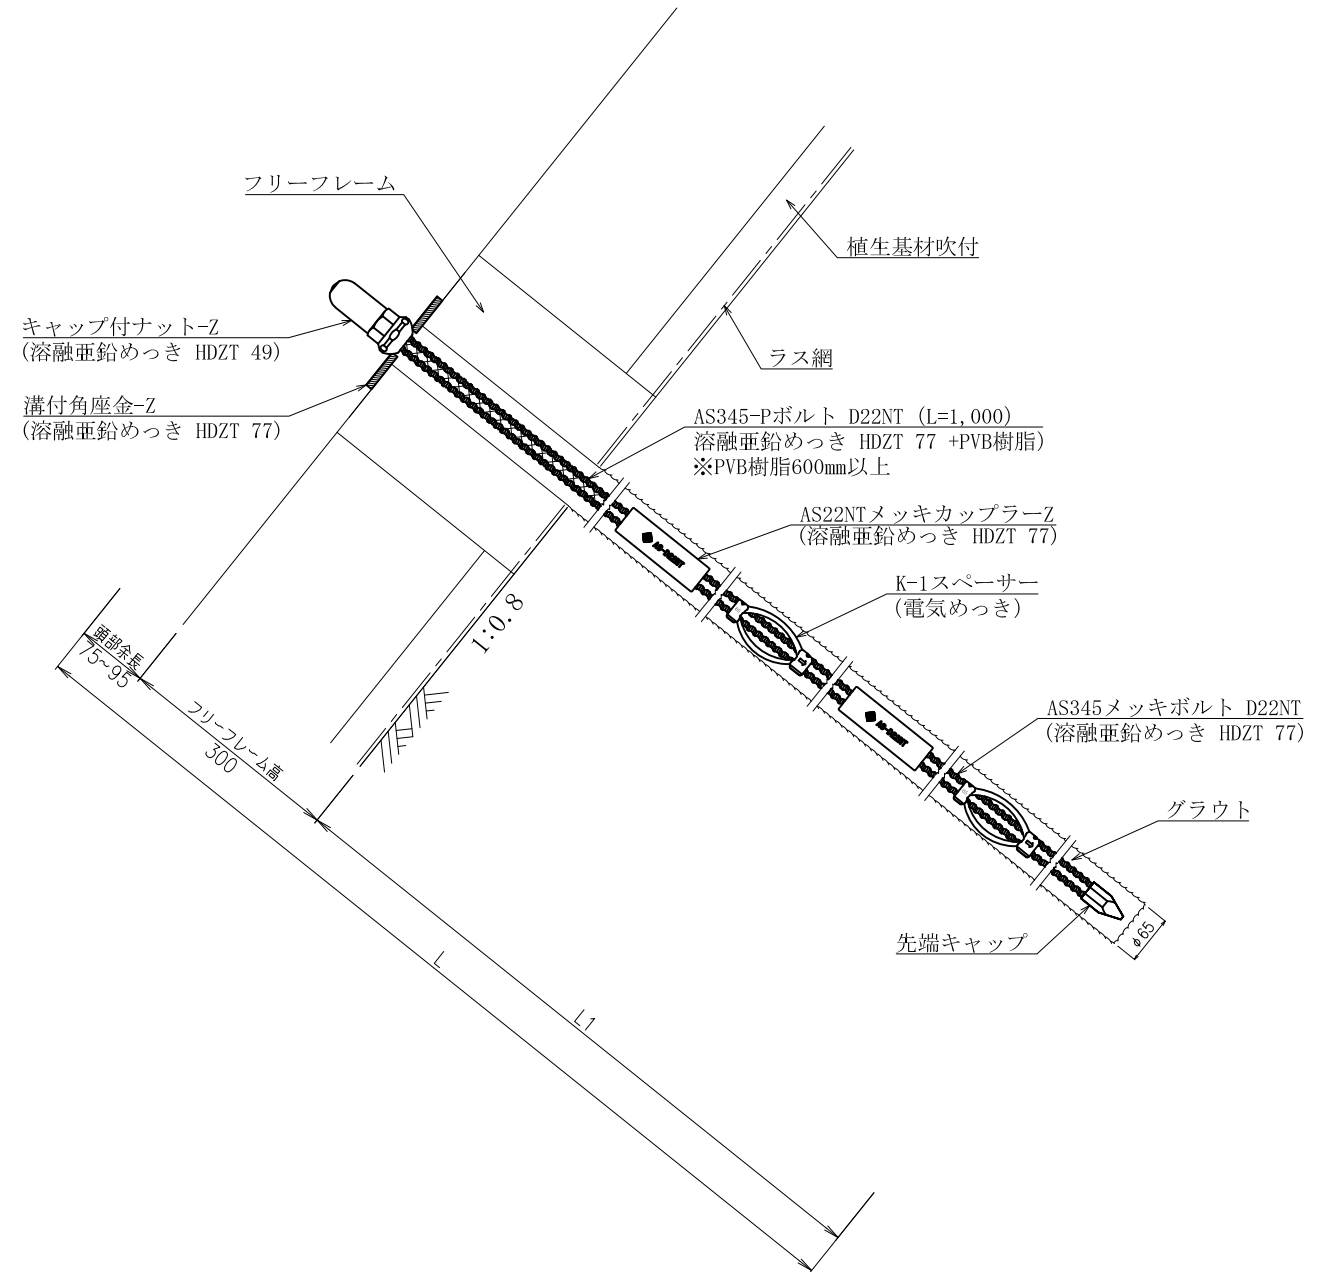 フリーフレーム
植生基材吹付
キャップ付ナット-Z
(溶融亜鉛めっき HDZT 49)
ラス網
溝付角座金-Z
(溶融亜鉛めっき HDZT 77)
AS345-Pボルト D22NT (L=1,000)
溶融亜鉛めっき HDZT 77 +PVB樹脂)
※PVB樹脂600mm以上
AS22NTメッキカップラーZ
(溶融亜鉛めっき HDZT 77)
AS-D22NT
K-1スペーサー
(電気めっき)
1:0.8
頭部余長
75~95
フリーフレーム高
300
AS345メッキボルト D22NT
(溶融亜鉛めっき HDZT 77)
AS-D22NT
グラウト
先端キャップ
φ65
L
L1